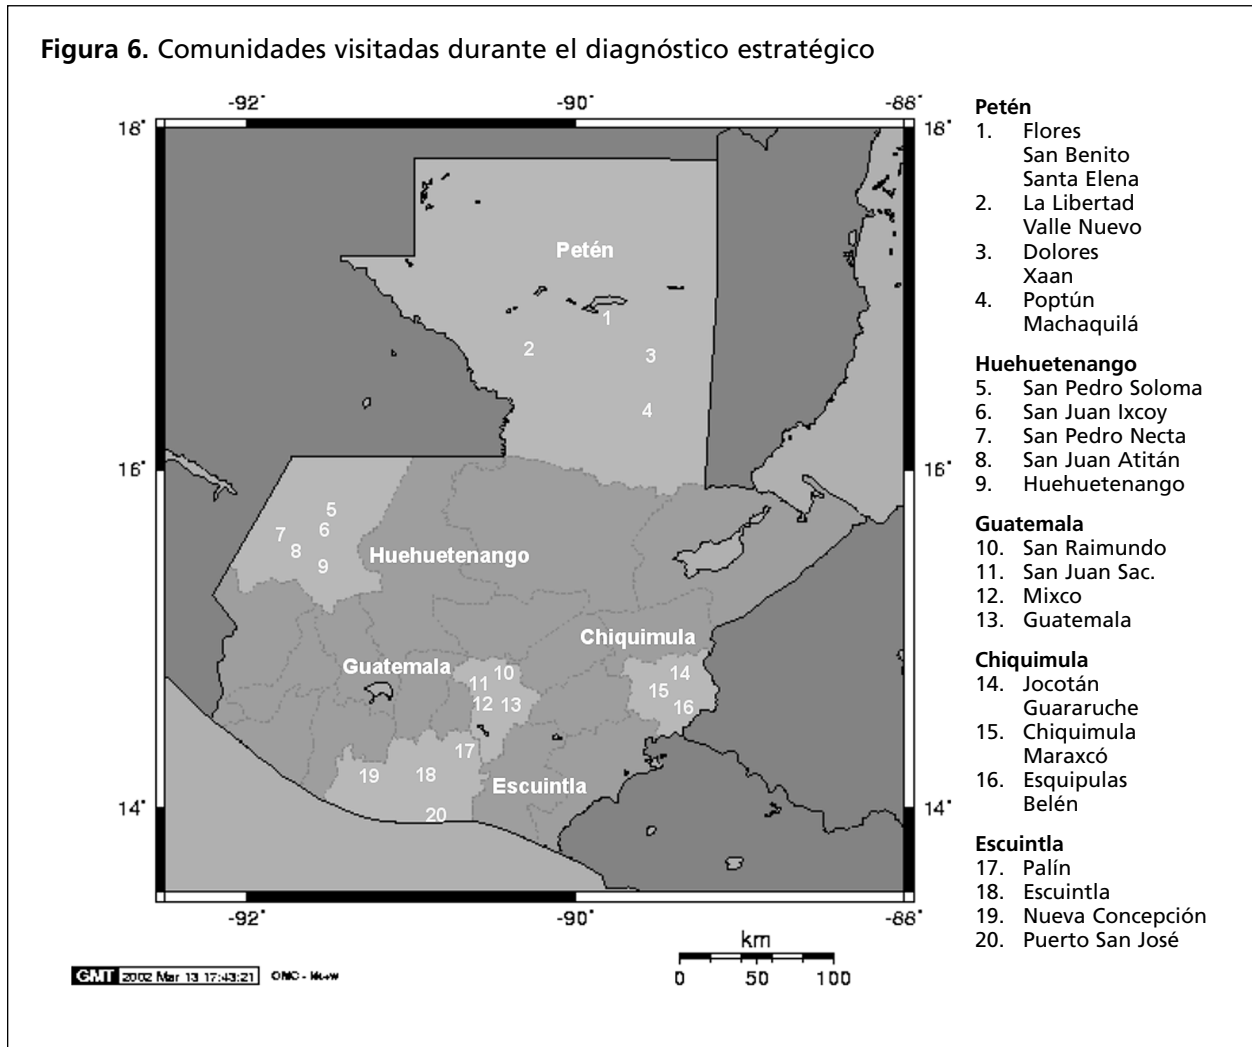 Figura 6. Comunidades visitadas durante el diagnóstico estratégico
-92° -90° -88°
18° 18°
Petén
1
2 3
4
16° 16°
5
7 6
8
9
Huehuetenango
Chiquimula
Guatemala
10 14
11 15
12 13 16
17
19 18
Escuintla
20
14° 14°
-92° -90° -88°
km
0 50 100
GMT 2002 Mar 13 17:43:21
Petén
1. Flores
San Benito
Santa Elena
2. La Libertad
Valle Nuevo
3. Dolores
Xaan
4. Poptún
Machaquilá
Huehuetenango
5. San Pedro Soloma
6. San Juan Ixcoy
7. San Pedro Necta
8. San Juan Atitán
9. Huehuetenango
Guatemala
10. San Raimundo
11. San Juan Sac.
12. Mixco
13. Guatemala
Chiquimula
14. Jocotán
Guararuche
15. Chiquimula
Maraxcó
16. Esquipulas
Belén
Escuintla
17. Palín
18. Escuintla
19. Nueva Concepción
20. Puerto San José